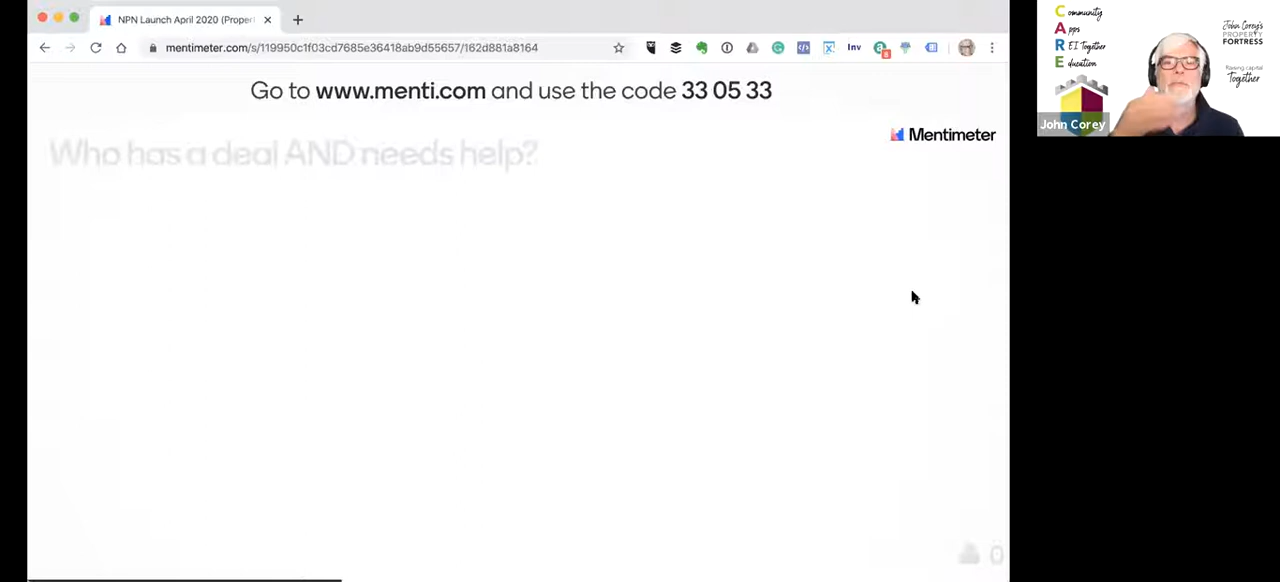 NPN Launch April 2020 (Proper
mentimeter.com/s/119950c1f03cd7685e36418ab9d55657/162d881a8164
Inv
8
Go to www.menti.com and use the code 33 05 33
Mentimeter
Who has a deal AND needs help?
0
Community
Apps
REI Together
Education
John Corey's
PROPERTY
FORTRESS
Raising capital
Together
John Corey